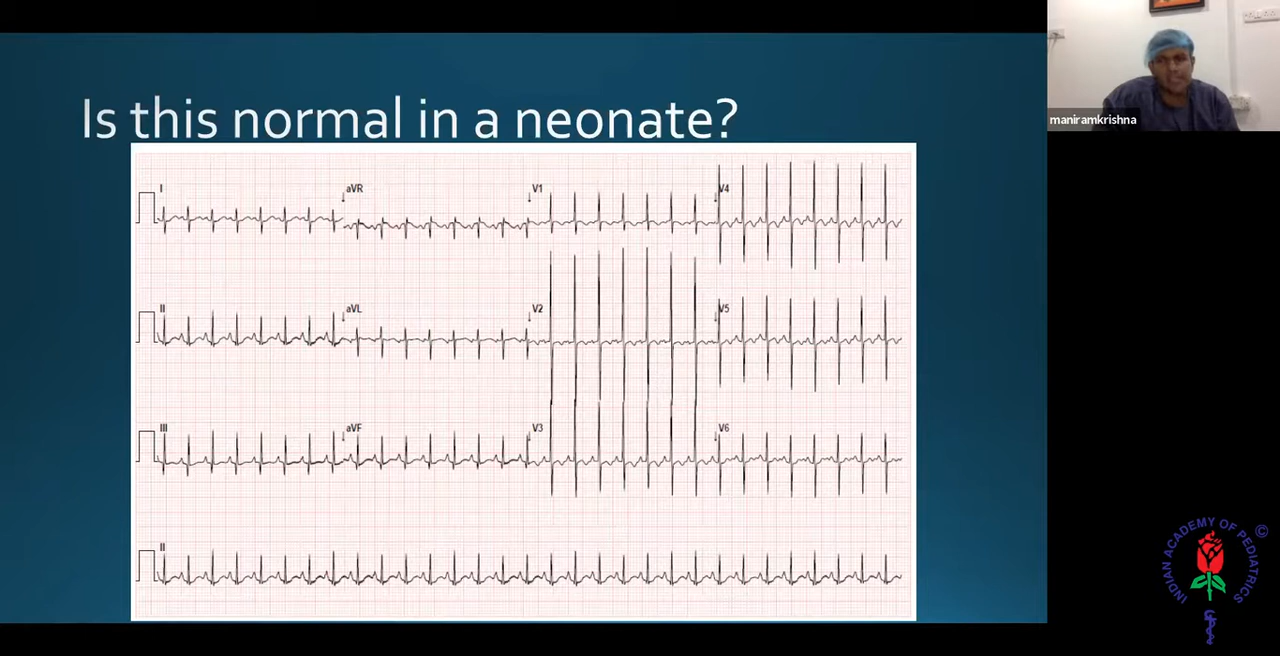 Is this normal in a neonate?
maniramkrishna
I aVR V1 V4
II aVL V2 V5
III aVF V3 V6
II
INDIAN ACADEMY OF PEDIATRICS
©